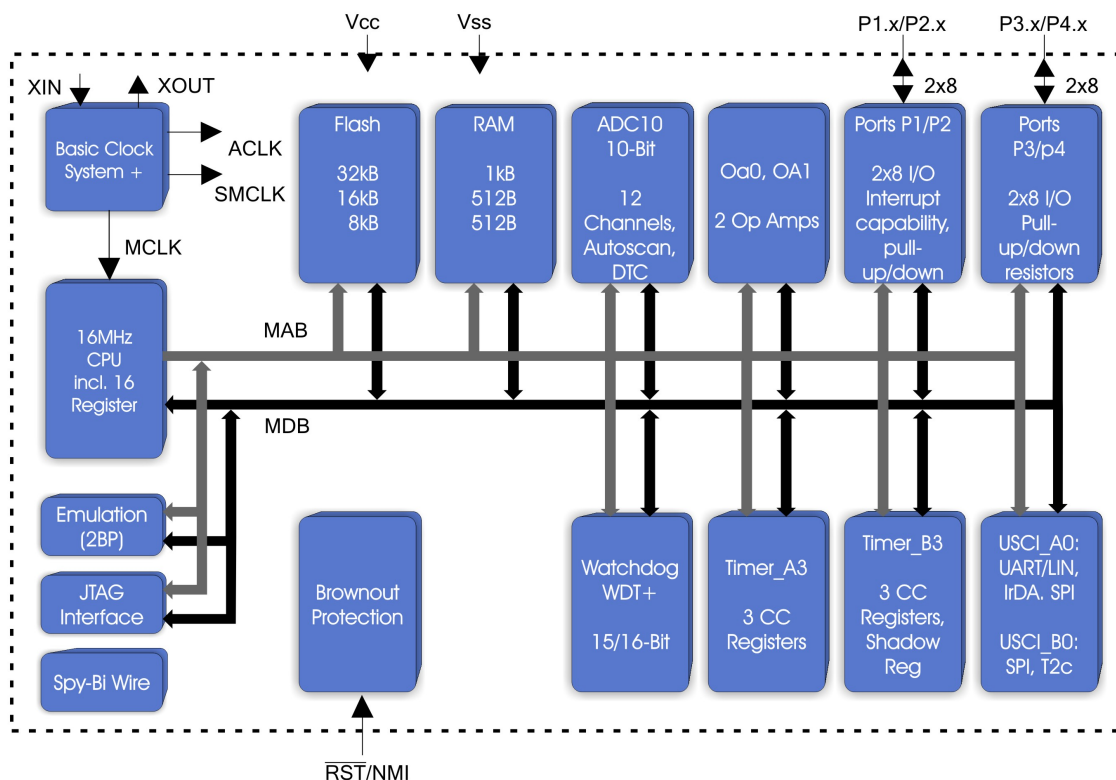 Vcc
Vss
P1.x/P2.x
P3.x/P4.x
XIN
XOUT
2x8
2x8
Basic Clock
System +
ACLK
SMCLK
MCLK
Flash
32kB
16kB
8kB
RAM
1kB
512B
512B
ADC10
10-Bit
12
Channels,
Autoscan,
DTC
Oa0, OA1
2 Op Amps
Ports P1/P2
2x8 I/O
Interrupt
capability,
pull-
up/down
Ports
P3/p4
2x8 I/O
Pull-
up/down
resistors
16MHz
CPU
incl. 16
Register
MAB
MDB
Emulation
(2BP)
JTAG
Interface
Spy-Bi Wire
Brownout
Protection
Watchdog
WDT+
15/16-Bit
Timer_A3
3 CC
Registers
Timer_B3
3 CC
Registers,
Shadow
Reg
USCI_A0:
UART/LIN,
IrDA. SPI
USCI_B0:
SPI, T2c
RST/NMI